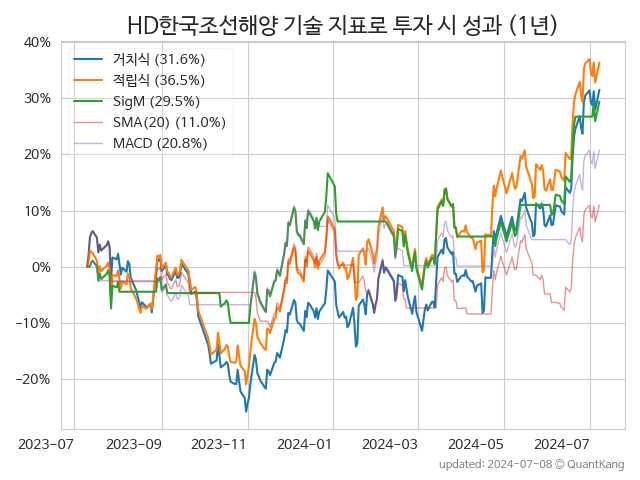 HD한국조선해양 기술 지표로 투자 시 성과 (1년)
40%
30%
20%
10%
0%
−10%
−20%
거치식 (31.6%)
적립식 (36.5%)
SigM (29.5%)
SMA(20) (11.0%)
MACD (20.8%)
2023-07 2023-09 2023-11 2024-01 2024-03 2024-05 2024-07
updated: 2024-07-08 ⓒ QuantKang